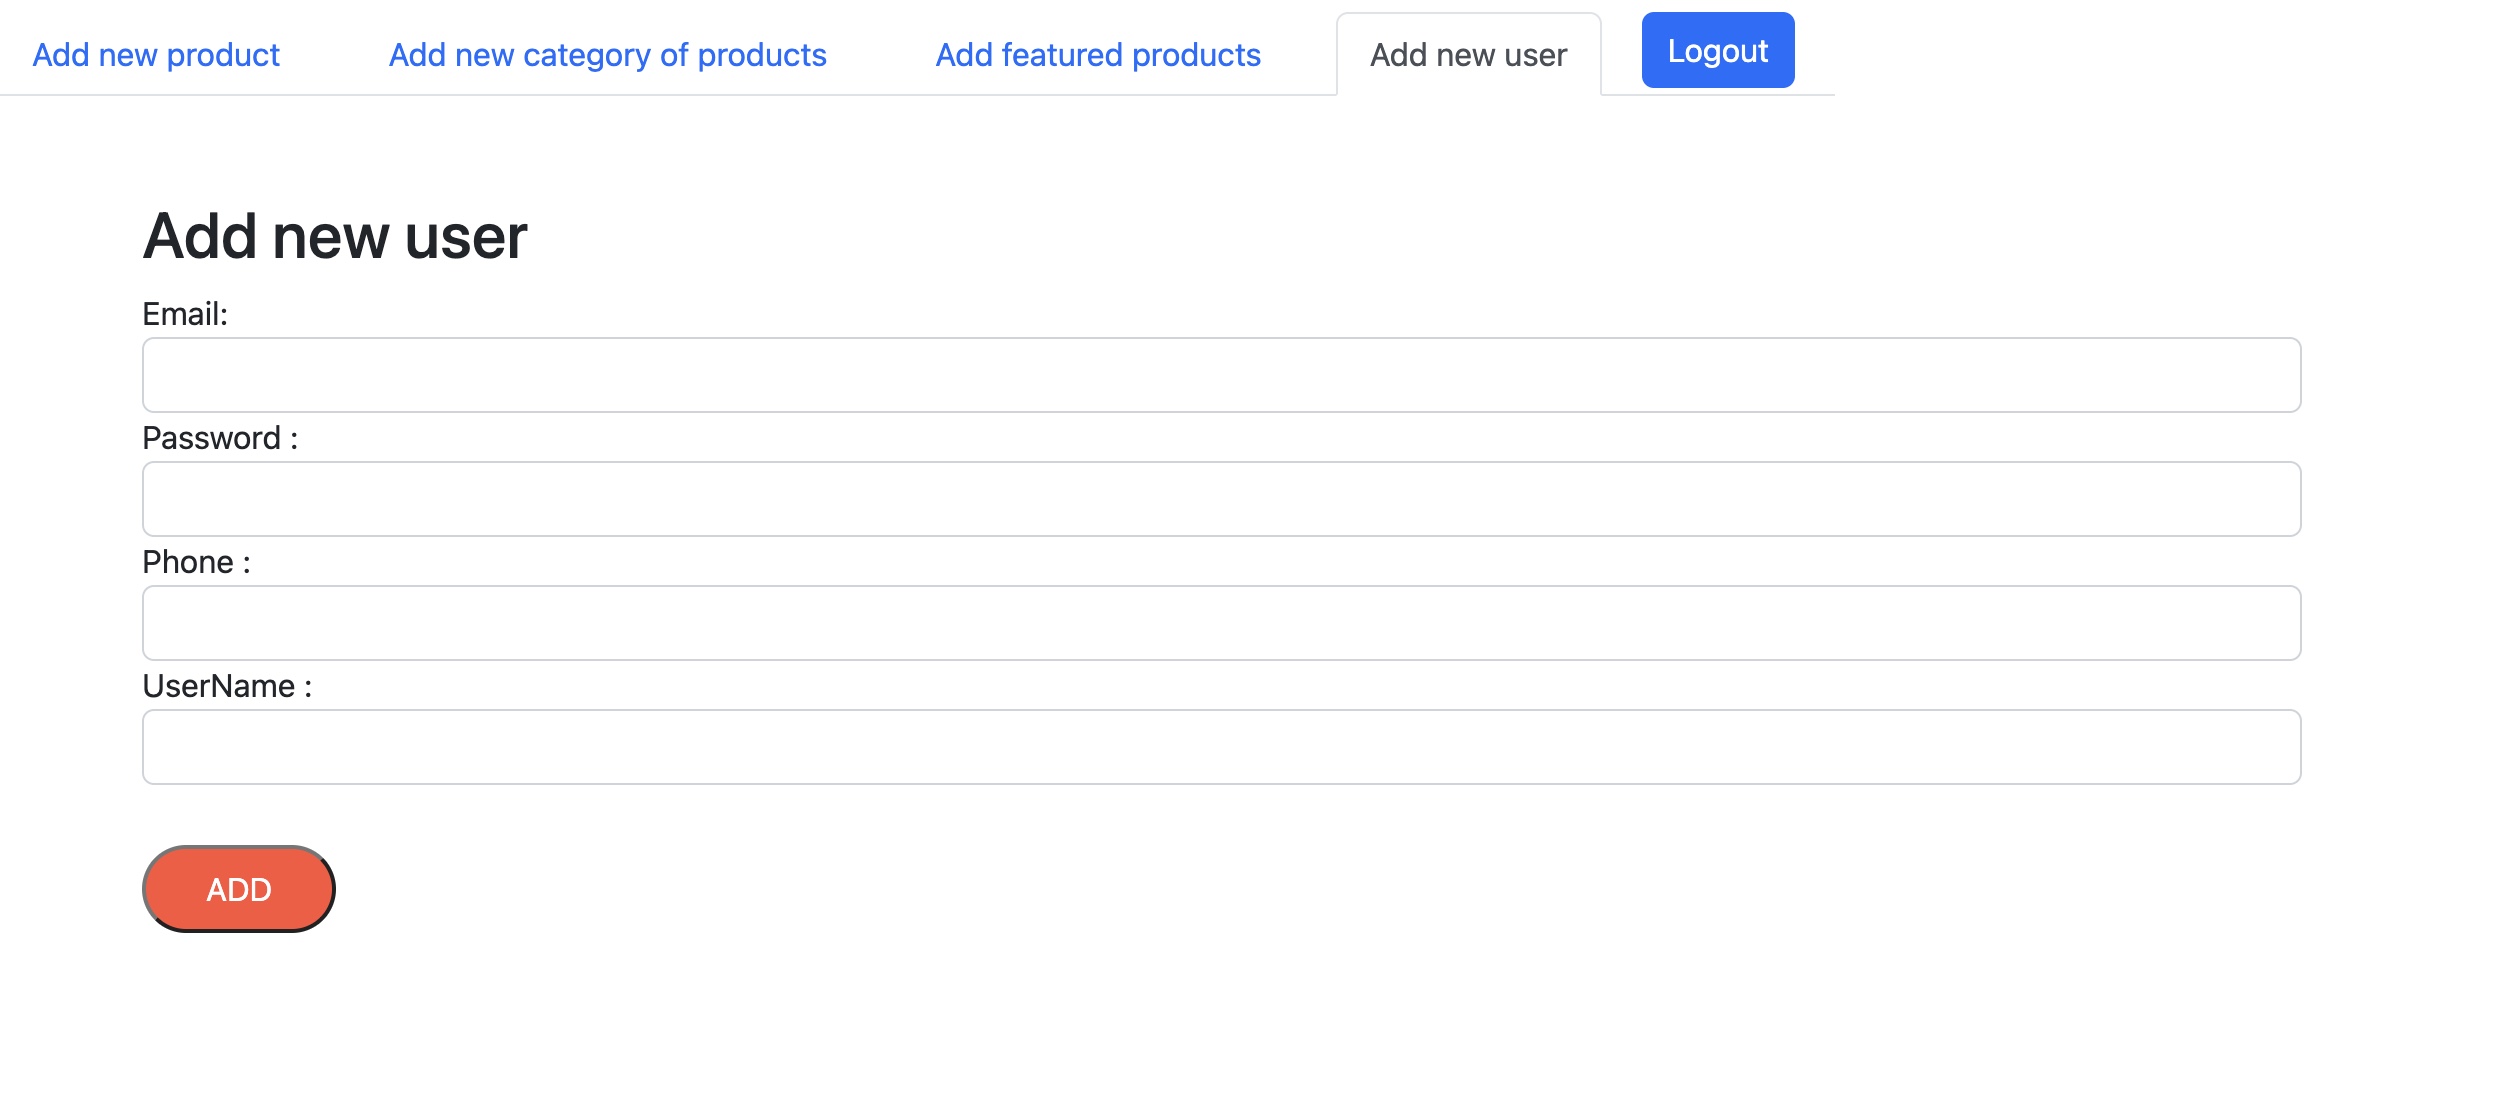 Add new product Add new category of products Add featured products Add new user Logout
Add new user
Email:
Password :
Phone :
UserName :
ADD